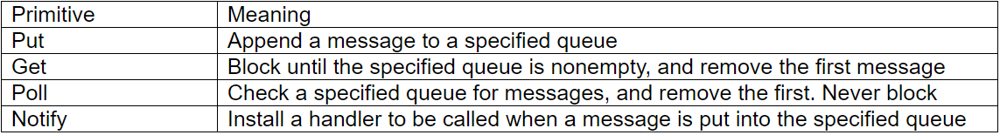 Primitive Meaning
Put Append a message to a specified queue
Get Block until the specified queue is nonempty, and remove the first message
Poll Check a specified queue for messages, and remove the first. Never block
Notify Install a handler to be called when a message is put into the specified queue